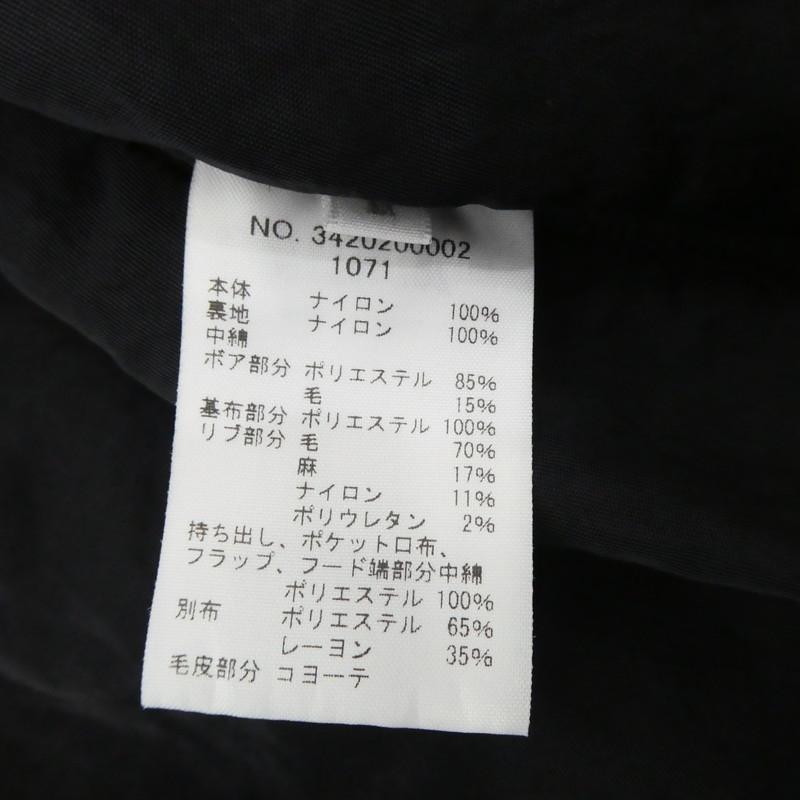 NO. 3420200002
1071
本体 ナイロン 100%
裏地 ナイロン 100%
中綿
ボア部分 ポリエステル 85%
毛 15%
基布部分 ポリエステル 100%
リブ部分 毛 70%
麻 17%
ナイロン 11%
ポリウレタン 2%
持ち出し、ポケット口布、
フラップ、フード端部分中綿
ポリエステル 100%
別布 ポリエステル 65%
レーヨン 35%
毛皮部分 コヨーテ